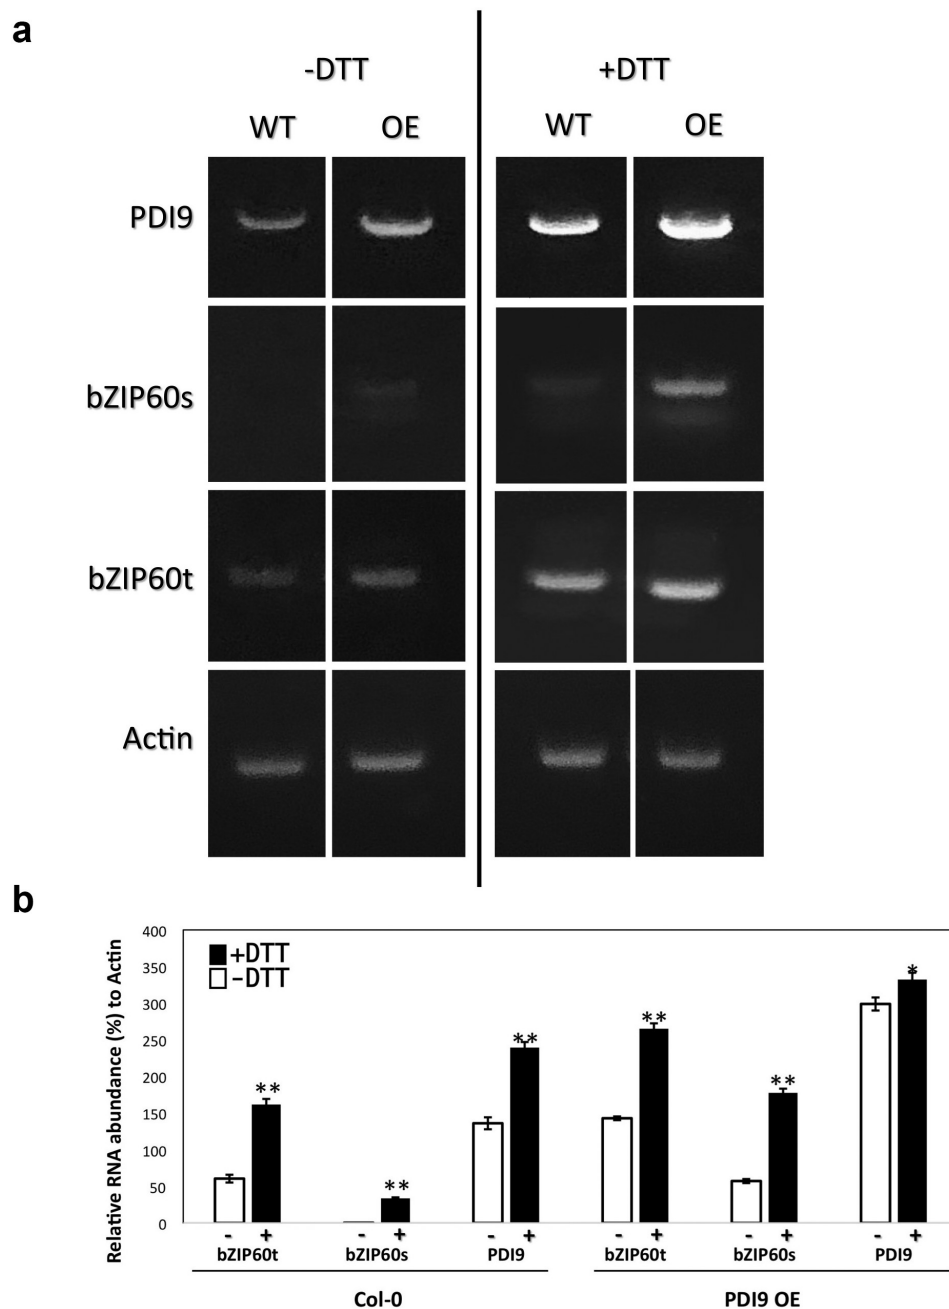 a
-DTT +DTT
WT OE WT OE
PDI9
bZIP60s
bZIP60t
Actin
b
Relative RNA abundance (%) to Actin
400
350
300
250
200
150
100
50
0
+DTT
−DTT
** ** ** ** ** *
- + - + - + - + - + - +
bZIP60t bZIP60s PDI9 bZIP60t bZIP60s PDI9
Col-0 PDI9 OE